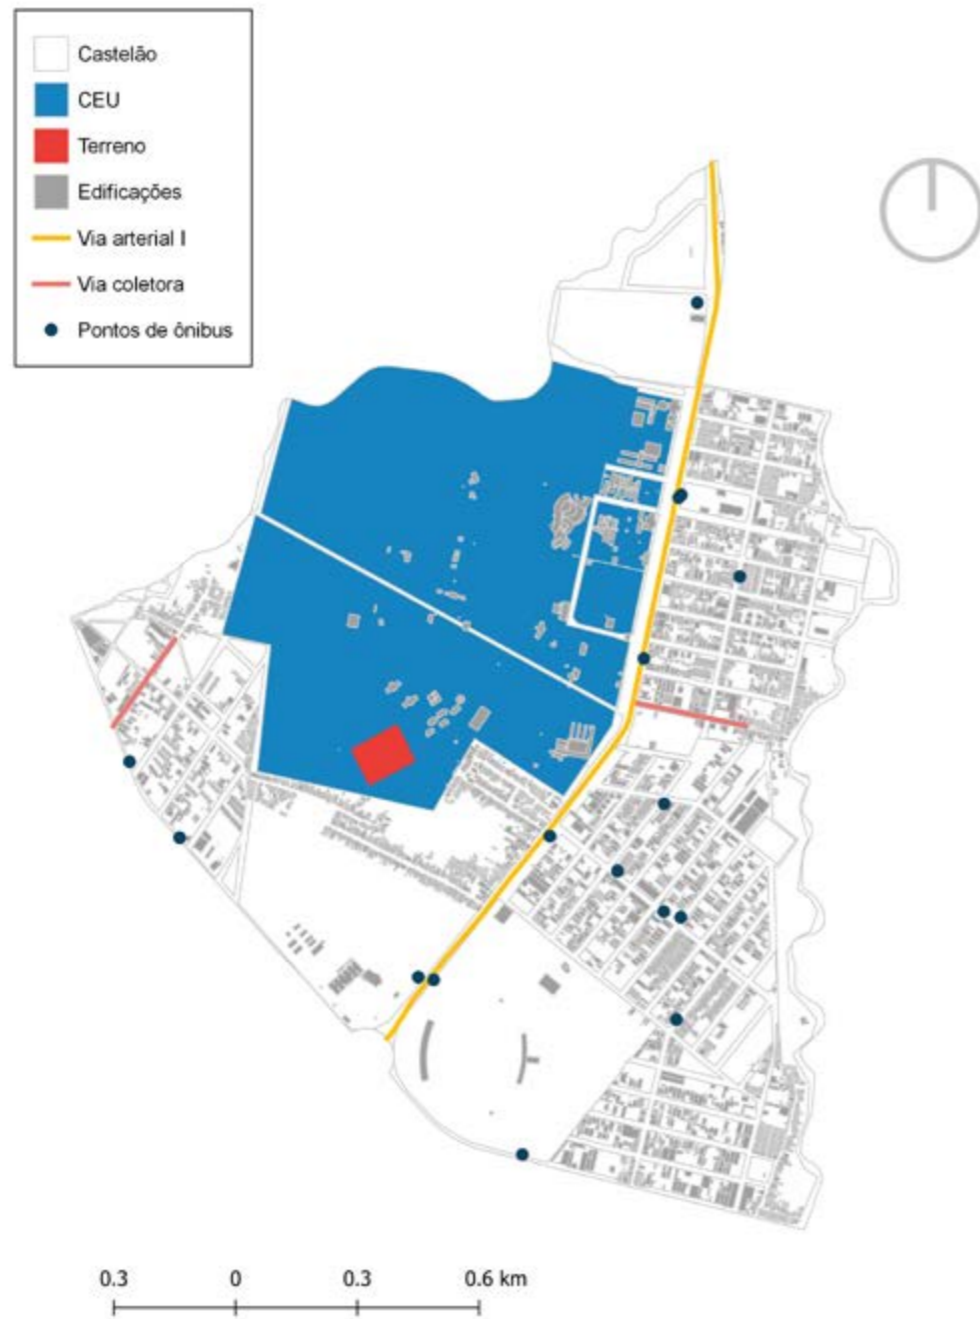 Castelão
CEU
Terreno
Edificações
Via arterial I
Via coletora
Pontos de ônibus
0.3 0 0.3 0.6 km